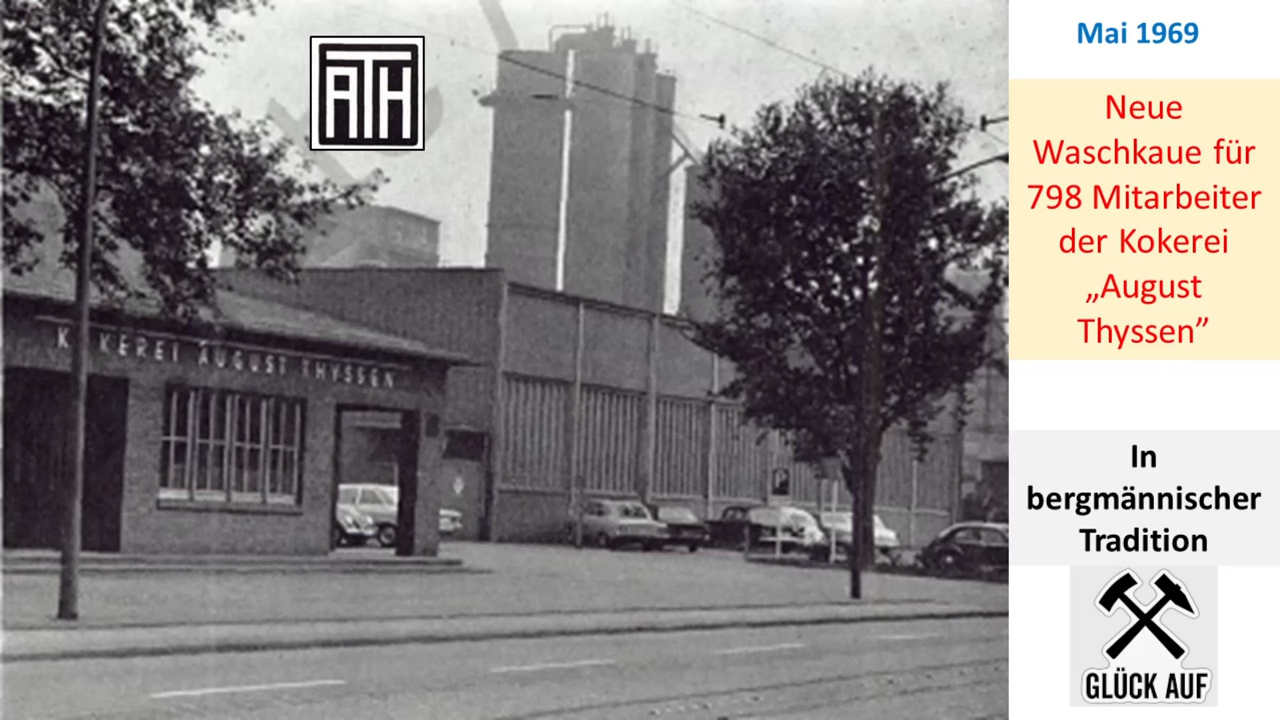 ATH
KOKEREI AUGUST THYSSEN
P
Mai 1969
Neue
Waschkaue für
798 Mitarbeiter
der Kokerei
„August
Thyssen”
In
bergmännischer
Tradition
GLÜCK AUF